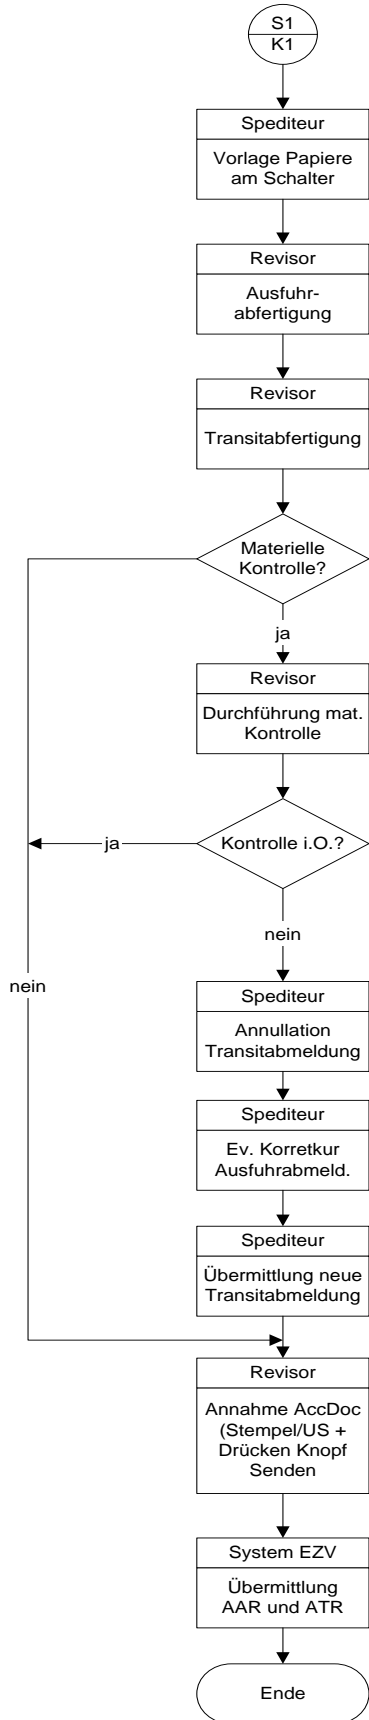 S1
K1
Spediteur
Vorlage Papiere
am Schalter
Revisor
Ausfuhr-
abfertigung
Revisor
Transitabfertigung
Materielle
Kontrolle?
ja
Revisor
Durchführung mat.
Kontrolle
Kontrolle i.O.?
ja
nein
nein
Spediteur
Annullation
Transitabmeldung
Spediteur
Ev. Korretkur
Ausfuhrabmeld.
Spediteur
Übermittlung neue
Transitabmeldung
Revisor
Annahme AccDoc
(Stempel/US +
Drücken Knopf
Senden
System EZV
Übermittlung
AAR und ATR
Ende